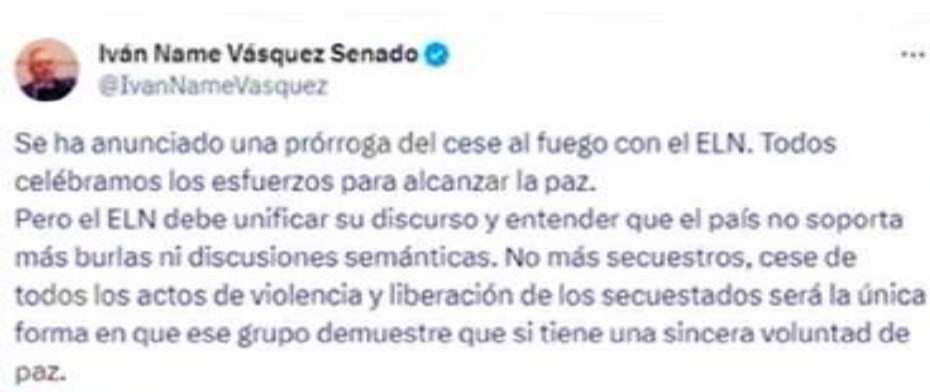 Iván Name Vásquez Senado
@IvanNameVasquez
Se ha anunciado una prórroga del cese al fuego con el ELN. Todos
celébramos los esfuerzos para alcanzar la paz.
Pero el ELN debe unificar su discurso y entender que el país no soporta
más burlas ni discusiones semánticas. No más secuestros, cese de
todos los actos de violencia y liberación de los secuestados será la única
forma en que ese grupo demuestre que si tiene una sincera voluntad de
paz.